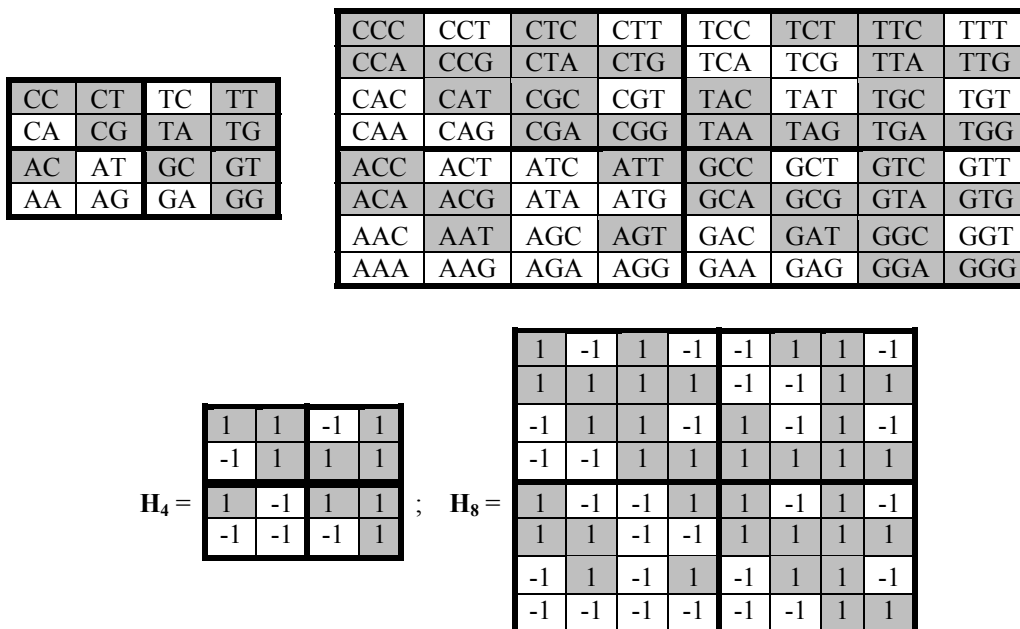 CCC CCT CTC CTT TCC TCT TTC TTT
CCA CCG CTA CTG TCA TCG TTA TTG
CAC CAT CGC CGT TAC TAT TGC TGT
CAA CAG CGA CGG TAA TAG TGA TGG
ACC ACT ATC ATT GCC GCT GTC GTT
ACA ACG ATA ATG GCA GCG GTA GTG
AAC AAT AGC AGT GAC GAT GGC GGT
AAA AAG AGA AGG GAA GAG GGA GGG
CC CT TC TT
CA CG TA TG
AC AT GC GT
AA AG GA GG
H4 =
1 1 -1 1
-1 1 1 1
1 -1 1 1
-1 -1 -1 1
; H8 =
1 -1 1 -1 -1 1 1 -1
1 1 1 1 -1 -1 1 1
-1 1 1 -1 1 -1 1 -1
-1 -1 1 1 1 1 1 1
1 -1 -1 1 1 -1 1 -1
1 1 -1 -1 1 1 1 1
-1 1 -1 1 -1 1 1 -1
-1 -1 -1 -1 -1 -1 1 1